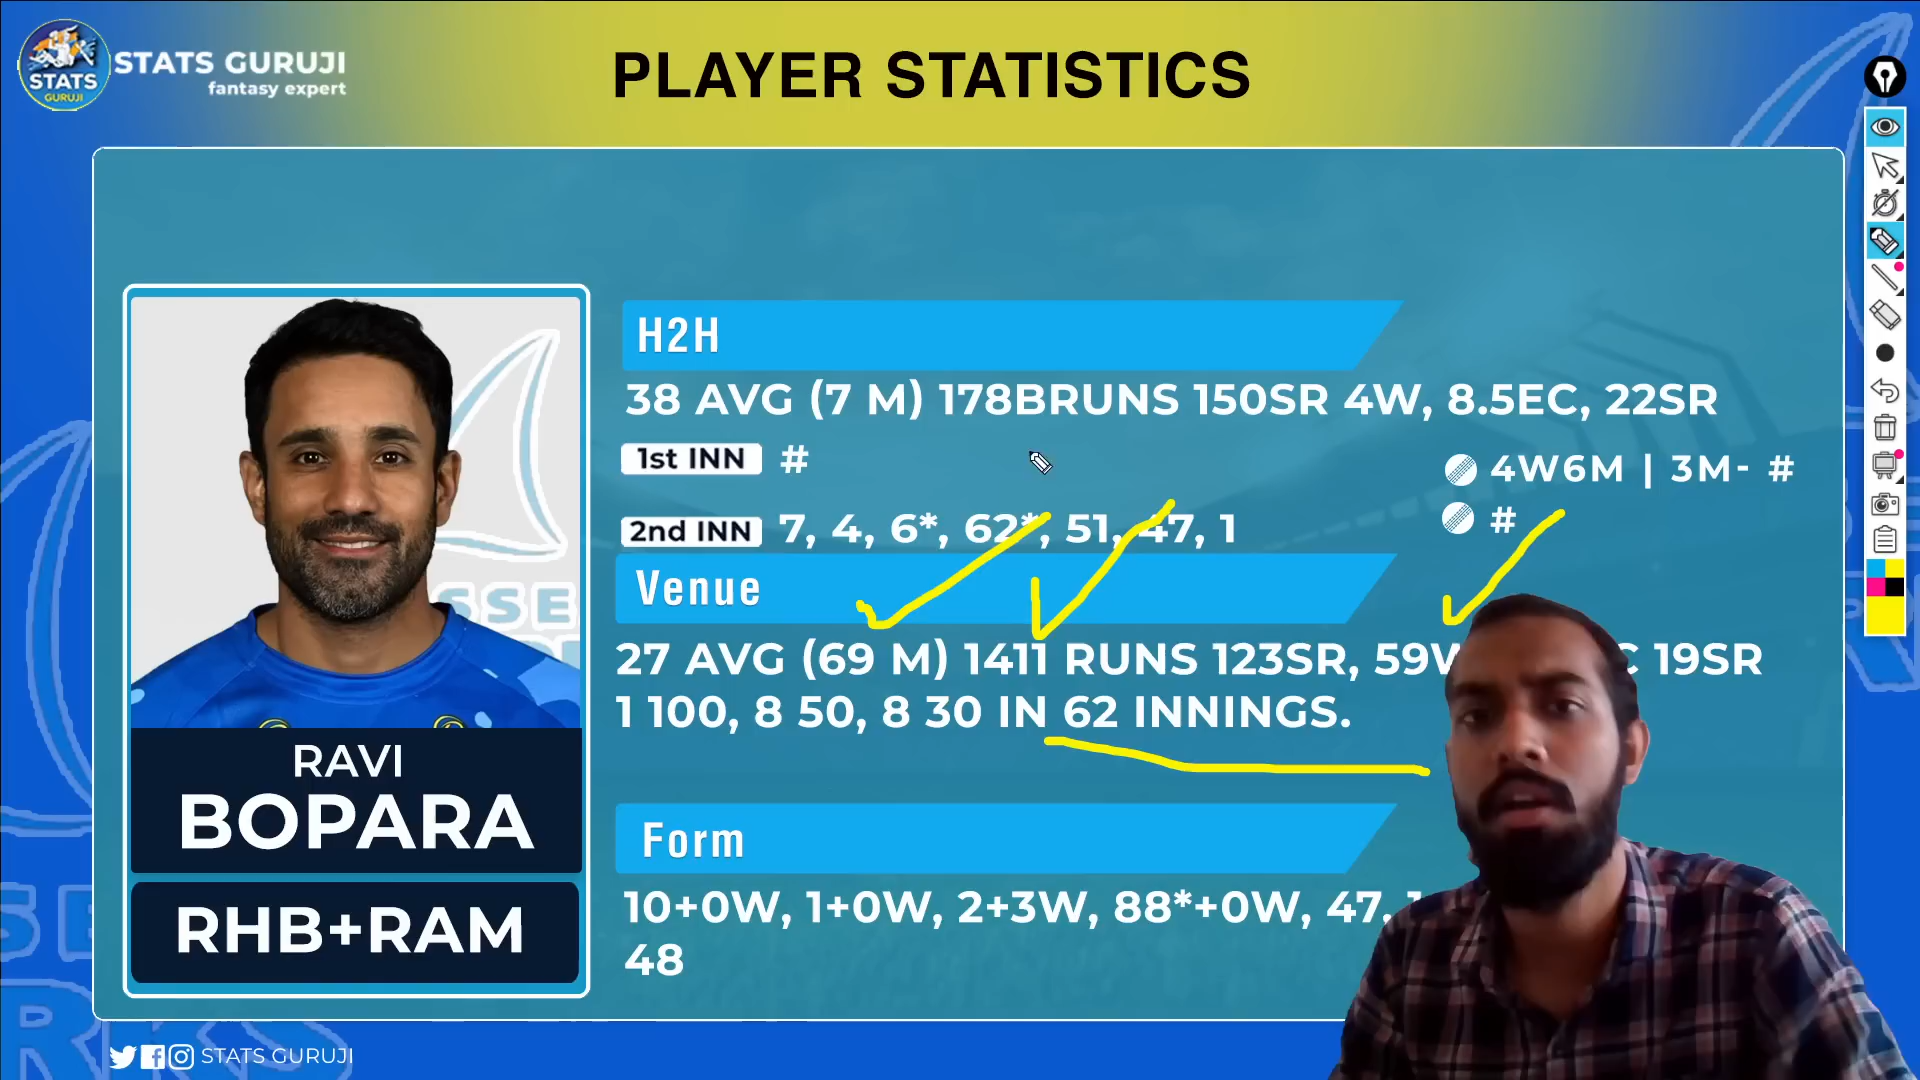 STATS GURUJI
fantasy expert
STATS
GURUJI
PLAYER STATISTICS
H2H
38 AVG (7 M) 178BRUNS 150SR 4W, 8.5EC, 22SR
1st INN #
4W6M | 3M- #
#
2nd INN 7, 4, 6*, 62*, 51, 47, 1
Venue
27 AVG (69 M) 1411 RUNS 123SR, 59W 19SR
1 100, 8 50, 8 30 IN 62 INNINGS.
Form
10+0W, 1+0W, 2+3W, 88*+0W, 47,
48
RAVI
BOPARA
RHB+RAM
STATS GURUJI